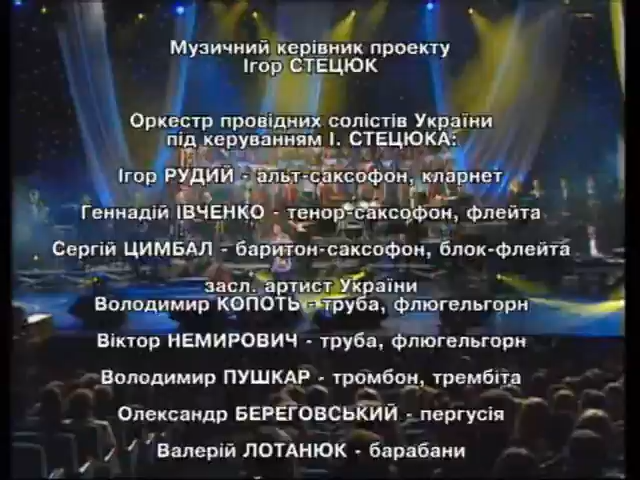 Музичний керівник проекту
Ігор СТЕЦЮК
Оркестр провідних солістів України
під керуванням І. СТЕЦЮКА:
Ігор РУДИЙ - альт-саксофон, кларнет
Геннадій ІВЧЕНКО - тенор-саксофон, флейта
Сергій ЦИМБАЛ - баритон-саксофон, блок-флейта
засл. артист України
Володимир КОПОТЬ - труба, флюгельгорн
Віктор НЕМИРОВИЧ - труба, флюгельгорн
Володимир ПУШКАР - тромбон, трембіта
Олександр БЕРЕГОВСЬКИЙ - пергусія
Валерій ЛОТАНЮК - барабани